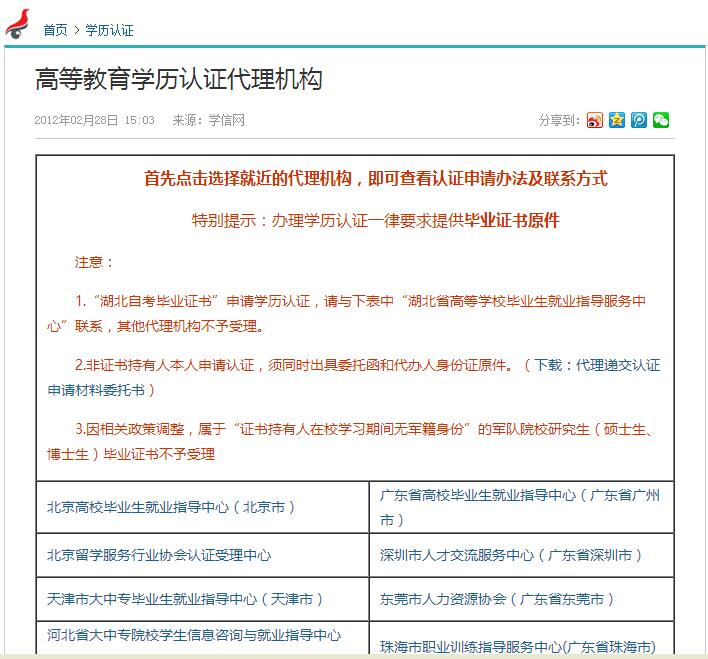 首页 > 学历认证
高等教育学历认证代理机构
2012年02月28日 15:03 来源：学信网 分享到：
首先点击选择就近的代理机构，即可查看认证申请办法及联系方式
特别提示：办理学历认证一律要求提供毕业证书原件
注意：
1.“湖北自考毕业证书”申请学历认证，请与下表中“湖北省高等学校毕业生就业指导服务中
心”联系，其他代理机构不予受理。
2.非证书持有人本人申请认证，须同时出具委托函和代办人身份证原件。（下载：代理递交认证
申请材料委托书）
3.因相关政策调整，属于“证书持有人在校学习期间无军籍身份”的军队院校研究生（硕士生、
博士生）毕业证书不予受理
北京高校毕业生就业指导中心（北京市）
广东省高校毕业生就业指导中心（广东省广州
市）
北京留学服务行业协会认证受理中心
深圳市人才交流服务中心（广东省深圳市）
天津市大中专毕业生就业指导中心（天津市）
东莞市人力资源协会（广东省东莞市）
河北省大中专院校学生信息咨询与就业指导中心
珠海市职业训练指导服务中心(广东省珠海市)